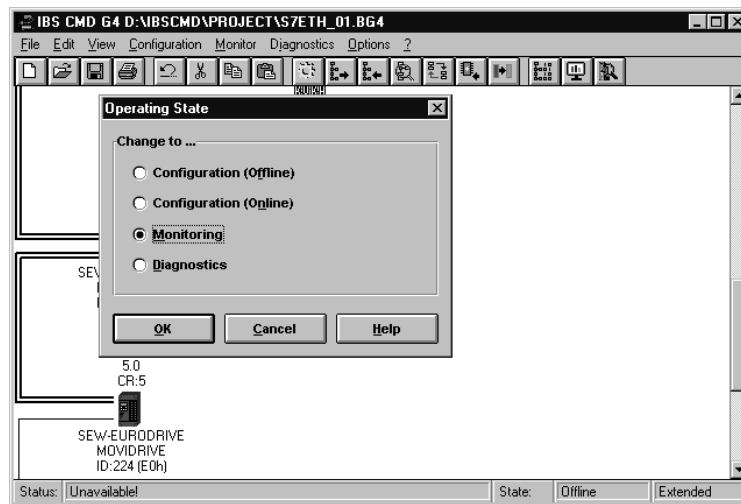 IBS CMD G4 D:\IBSCMD\PROJECT\S7ETH_01.BG4
File Edit View Configuration Monitor Diagnostics Options ?
Operating State
Change to ...
Configuration (Offline)
Configuration (Online)
Monitoring
Diagnostics
OK Cancel Help
SEW
5.0
CR:5
SEW-EURODRIVE
MOVIDRIVE
ID:224 (E0h)
Status: Unavailable! State: Offline Extended